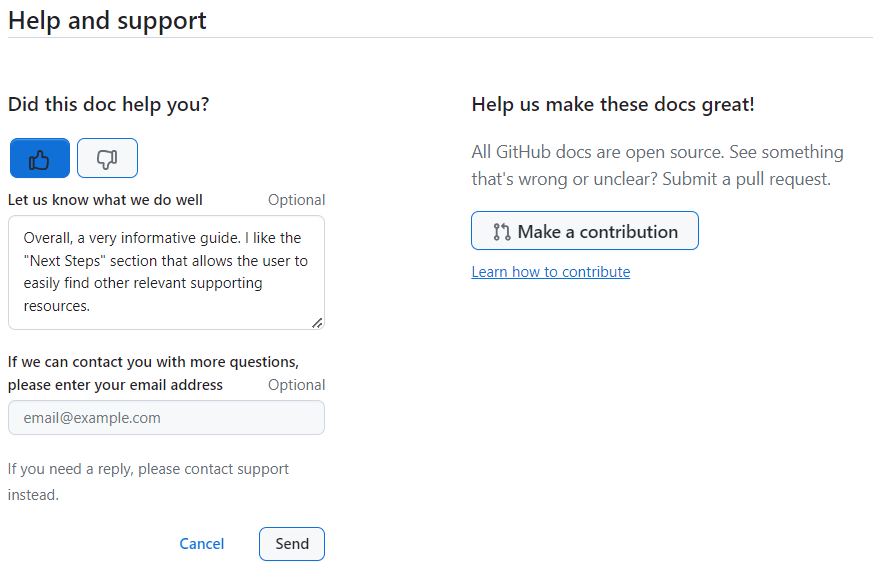 Help and support
Did this doc help you?
Let us know what we do well
Optional
Overall, a very informative guide. I like the
"Next Steps" section that allows the user to
easily find other relevant supporting
resources.
If we can contact you with more questions,
please enter your email address
Optional
email@example.com
If you need a reply, please contact support
instead.
Cancel
Send
Help us make these docs great!
All GitHub docs are open source. See something
that's wrong or unclear? Submit a pull request.
Make a contribution
Learn how to contribute